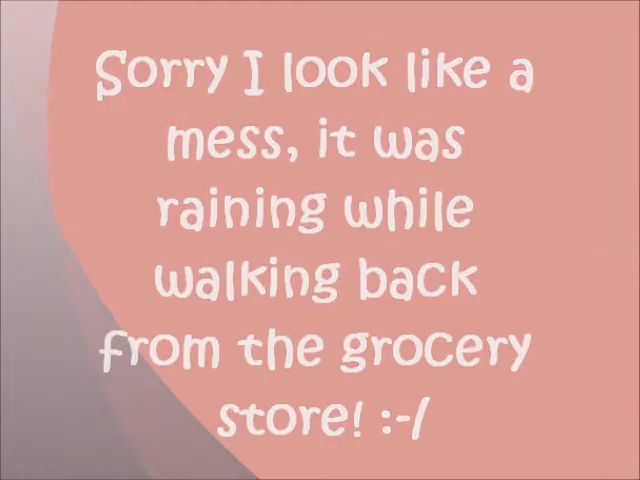 Sorry I look like a
mess, it was
raining while
walking back
from the grocery
store! :-/